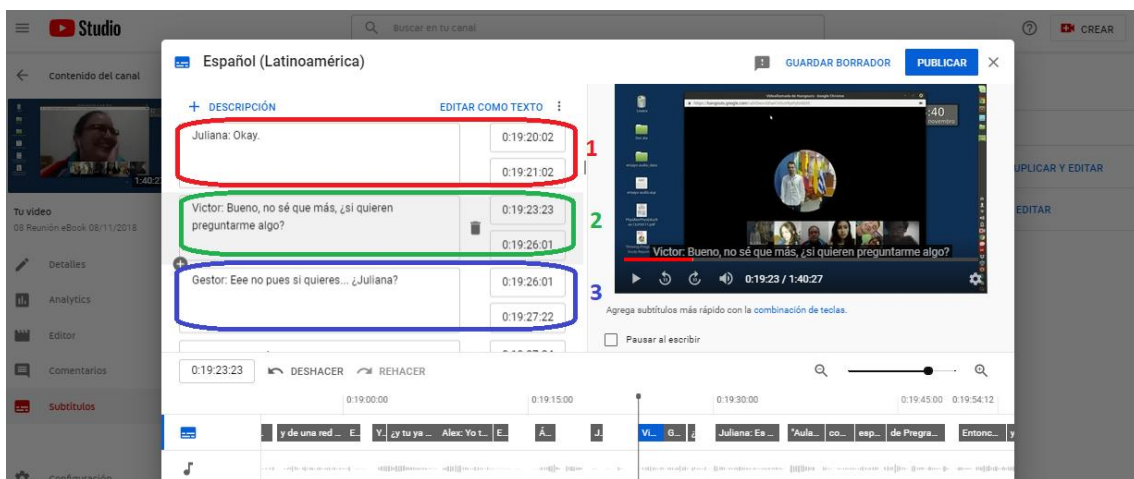 Studio
Buscar en tu canal
CREAR
Contenido del canal
Español (Latinoamérica)
GUARDAR BORRADOR
PUBLICAR
+ DESCRIPCIÓN
EDITAR COMO TEXTO
Juliana: Okay.
0:19:20:02
0:19:21:02
1
Victor: Bueno, no sé que más, ¿si quieren
preguntarme algo?
0:19:23:23
0:19:26:01
2
Gestor: Eee no pues si quieres... ¿Juliana?
0:19:26:01
0:19:27:22
3
:40
Victor: Bueno, no sé que más, ¿si quieren preguntarme algo?
0:19:23 / 1:40:27
Agrega subtítulos más rápido con la combinación de teclas.
Pausar al escribir
UPLICAR Y EDITAR
EDITAR
1:40:27
Tu video
08 Reunión eBook 08/11/2018
Detalles
Analytics
Editor
Comentarios
Subtítulos
Configuración
0:19:23:23
DESHACER
REHACER
0:19:00:00
0:19:15:00
0:19:30:00
0:19:45:00
0:19:54:12
y de una red ...
E..
Y..
¿y tu ya ...
Alex: Yo t...
E..
Á...
J.
Vi...
G...
¿
Juliana: Es ...
"Aula...
co...
esp...
de Pregra...
Entonc...
y